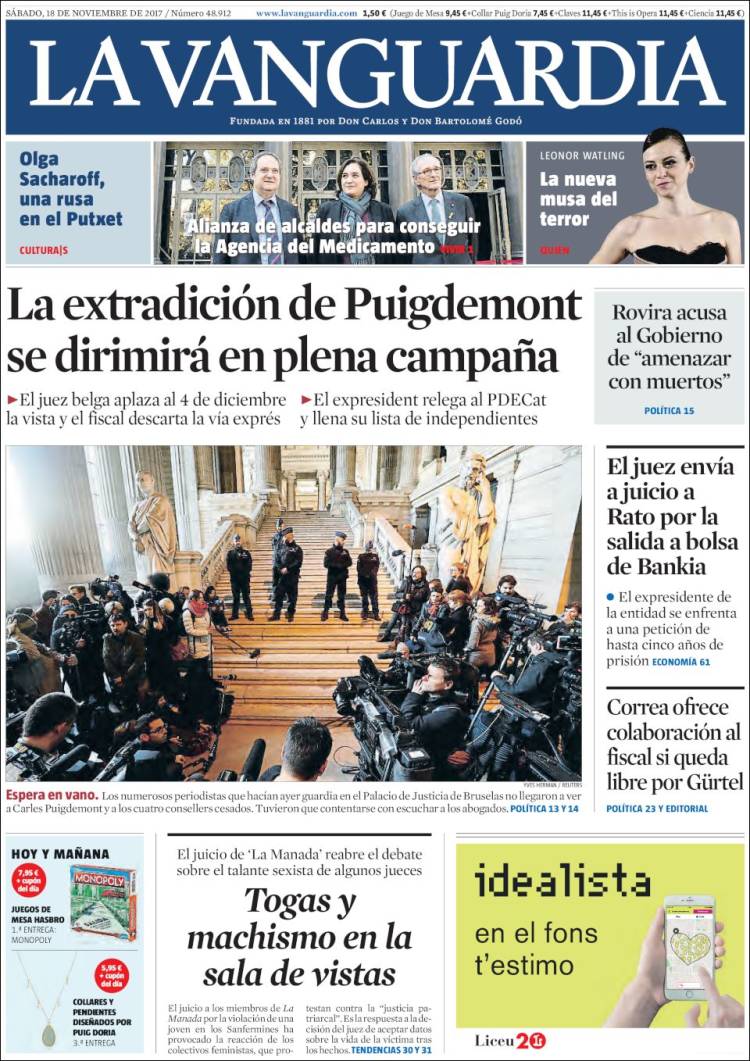 SÁBADO, 18 DE NOVIEMBRE DE 2017 / Número 48.912
www.lavanguardia.com
1,50 € (Juego de Mesa 9,45 €+Collar Puig Doria 7,45 €+Claves 11,45 €+This is Opera 11,45 €+Ciencia 11,45 €)
LA VANGUARDIA
FUNDADA EN 1881 POR DON CARLOS Y DON BARTOLOMÉ GODÓ
Olga
Sacharoff,
una rusa
en el Putxet
CULTURA|S
Alianza de alcaldes para conseguir
la Agencia del Medicamento VIVIR 1
LEONOR WATLING
La nueva
musa del
terror
QUIÉN
La extradición de Puigdemont
se dirimirá en plena campaña
►El juez belga aplaza al 4 de diciembre
la vista y el fiscal descarta la vía exprés
►El expresident relega al PDECat
y llena su lista de independientes
Rovira acusa
al Gobierno
de “amenazar
con muertos”
POLÍTICA 15
YVES HERMAN / REUTERS
Espera en vano. Los numerosos periodistas que hacían ayer guardia en el Palacio de Justicia de Bruselas no llegaron a ver
a Carles Puigdemont y a los cuatro consellers cesados. Tuvieron que contentarse con escuchar a los abogados. POLÍTICA 13 Y 14
El juez envía
a juicio a
Rato por la
salida a bolsa
de Bankia
● El expresidente de
la entidad se enfrenta
a una petición de
hasta cinco años de
prisión ECONOMÍA 61
Correa ofrece
colaboración al
fiscal si queda
libre por Gürtel
POLÍTICA 23 Y EDITORIAL
HOY Y MAÑANA
7,95 €
+ cupón
del día
MONOPOLY
JUEGOS DE
MESA HASBRO
1.ª ENTREGA:
MONOPOLY
5,95 €
+ cupón
del día
COLLARES Y
PENDIENTES
DISEÑADOS POR
PUIG DORIA
3.ª ENTREGA
El juicio de ‘La Manada’ reabre el debate
sobre el talante sexista de algunos jueces
Togas y
machismo en la
sala de vistas
El juicio a los miembros de La
Manada por la violación de una
joven en los Sanfermines ha
provocado la reacción de los
colectivos feministas, que pro-
testan contra la “justicia pa-
triarcal”. Es la respuesta a la de-
cisión del juez de aceptar datos
sobre la vida de la víctima tras
los hechos. TENDENCIAS 30 Y 31
idealista
en el fons
t’estimo
Liceu